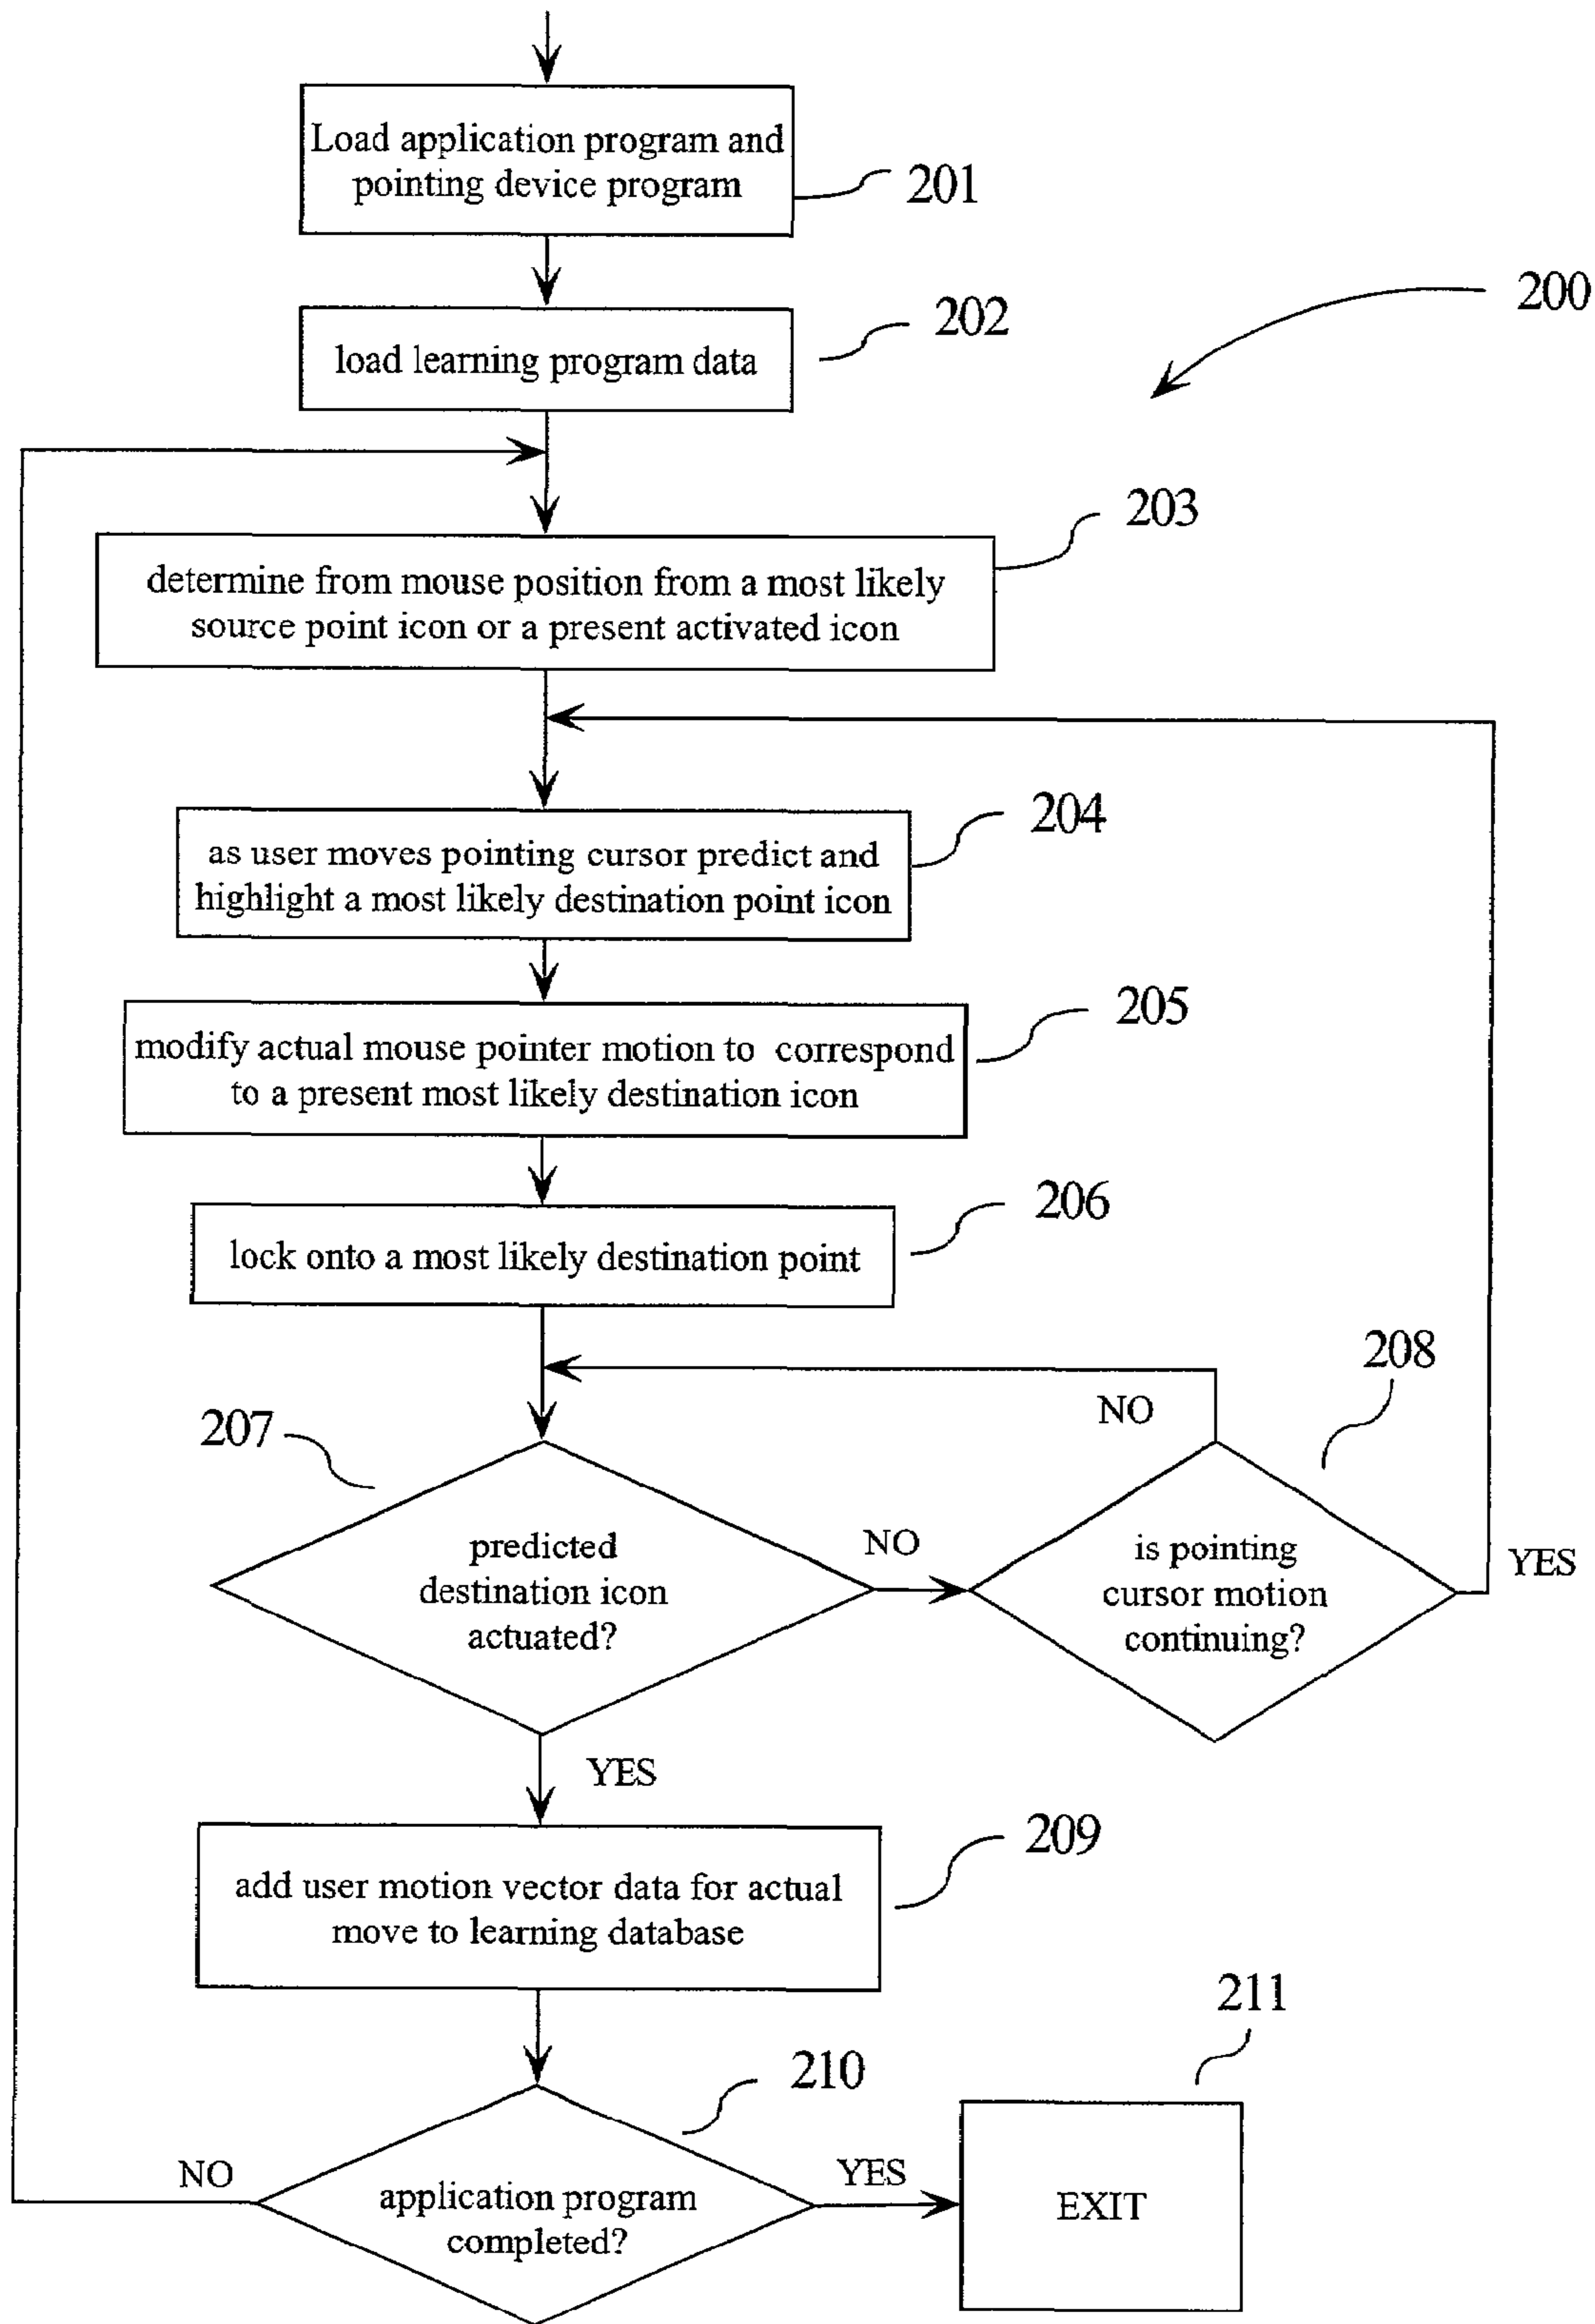 Load application program and
pointing device program
201
200
202
load learning program data
203
determine from mouse position from a most likely
source point icon or a present activated icon
204
as user moves pointing cursor predict and
highlight a most likely destination point icon
205
modify actual mouse pointer motion to correspond
to a present most likely destination icon
206
lock onto a most likely destination point
208
NO
207
predicted
destination icon
actuated?
NO
is pointing
cursor motion
continuing?
YES
YES
209
add user motion vector data for actual
move to learning database
211
210
NO
application program
completed?
YES
EXIT